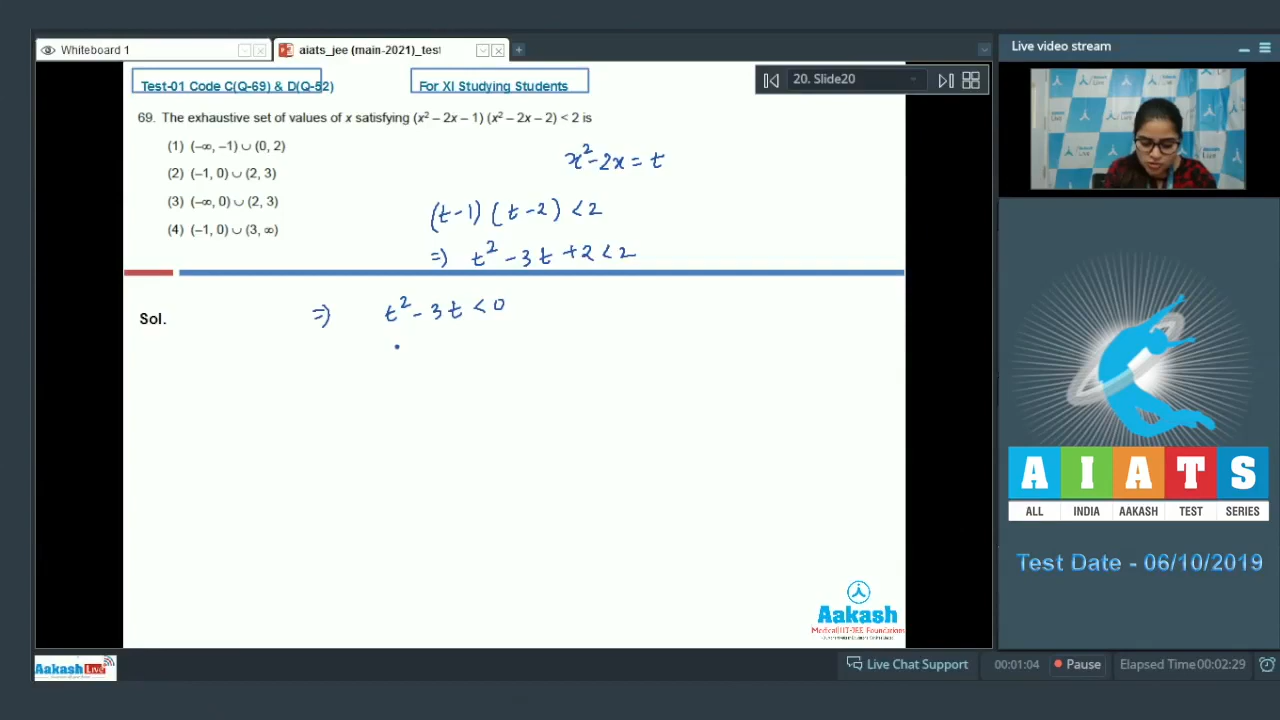 Whiteboard 1
aiats_jee (main-2021)_test
Live video stream
Test-01 Code C(Q-69) & D(Q-52)
For XI Studying Students
20. Slide20
69. The exhaustive set of values of x satisfying (x² – 2x – 1) (x² – 2x – 2) < 2 is
(1) (–∞, –1) ∪ (0, 2)
(2) (–1, 0) ∪ (2, 3)
(3) (–∞, 0) ∪ (2, 3)
(4) (–1, 0) ∪ (3, ∞)
x² - 2x = t
(t-1) (t-2) < 2
=) t² - 3t + 2 < 2
Sol.
=) t² - 3t < 0
A I A T S
ALL INDIA AAKASH TEST SERIES
Test Date - 06/10/2019
Aakash
Medical|IIT-JEE|Foundations
Aakash Live
Live Chat Support
00:01:04
Pause
Elapsed Time 00:02:29